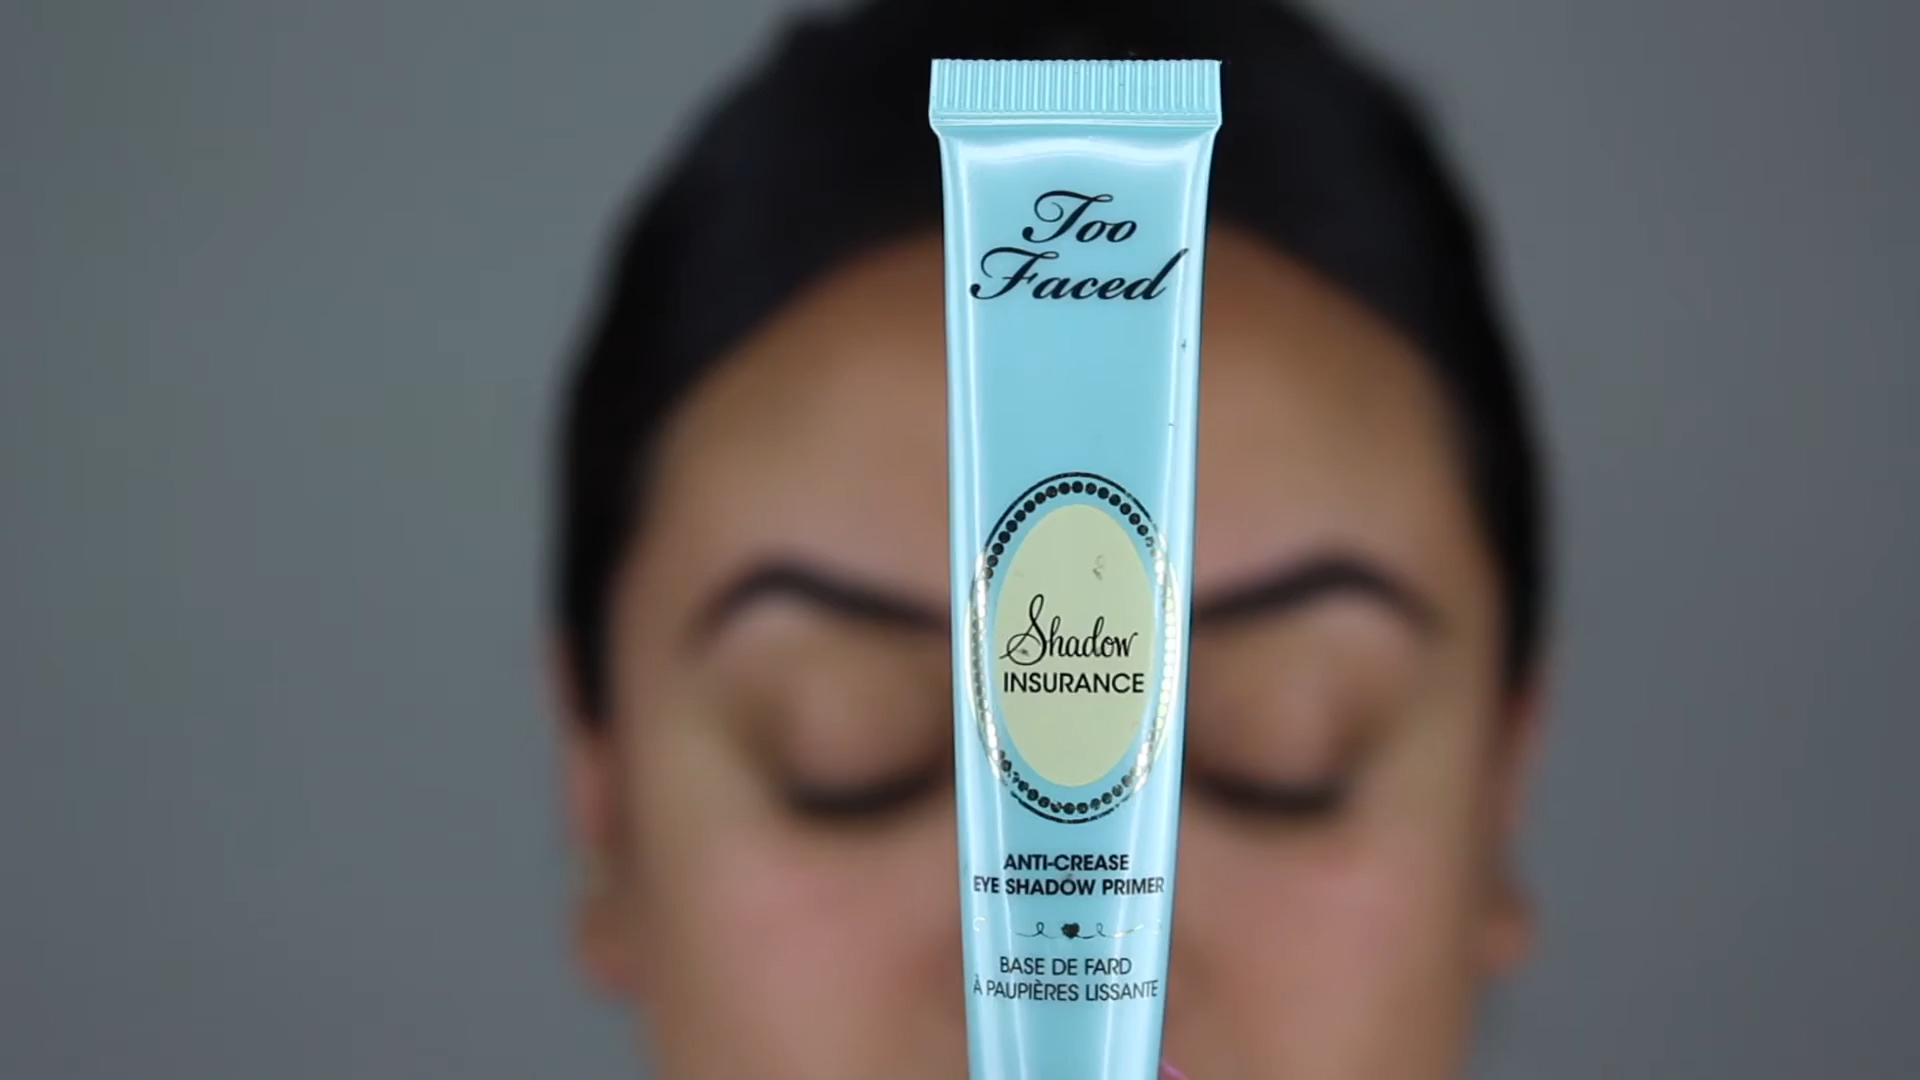 Too
Faced
Shadow
INSURANCE
ANTI-CREASE
EYE SHADOW PRIMER
BASE DE FARD
À PAUPIÈRES LISSANTE